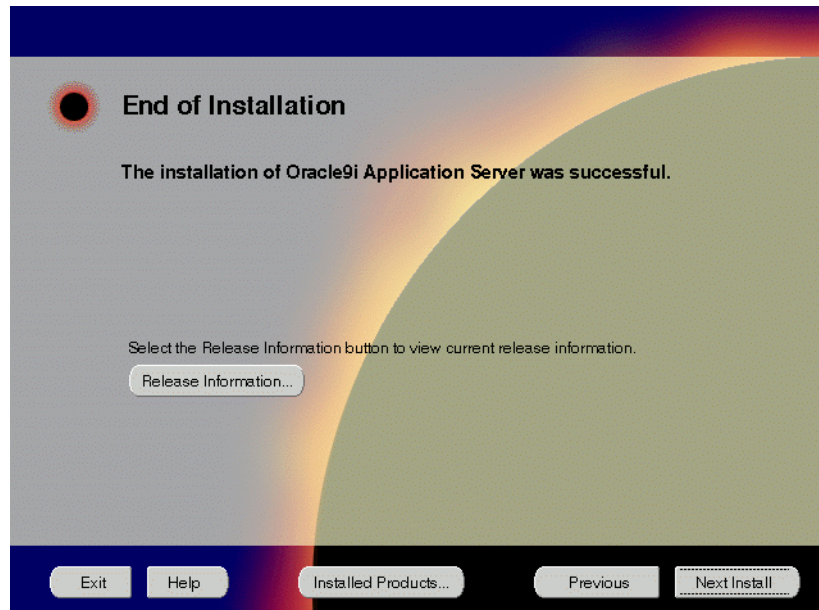 End of Installation
The installation of Oracle9i Application Server was successful.
Select the Release Information button to view current release information.
Release Information...
Exit
Help
Installed Products...
Previous
Next Install